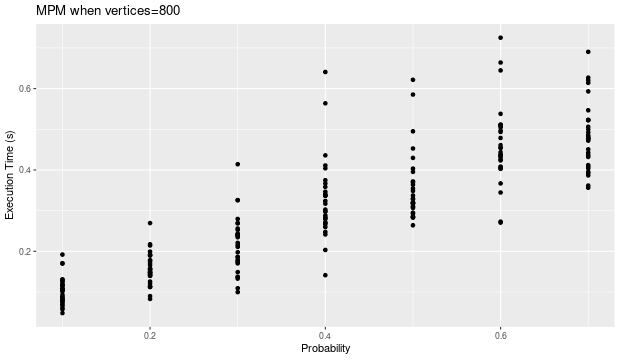 MPM when vertices=800
Execution Time (s)
0.6
0.4
0.2
0.2 0.4 0.6
Probability